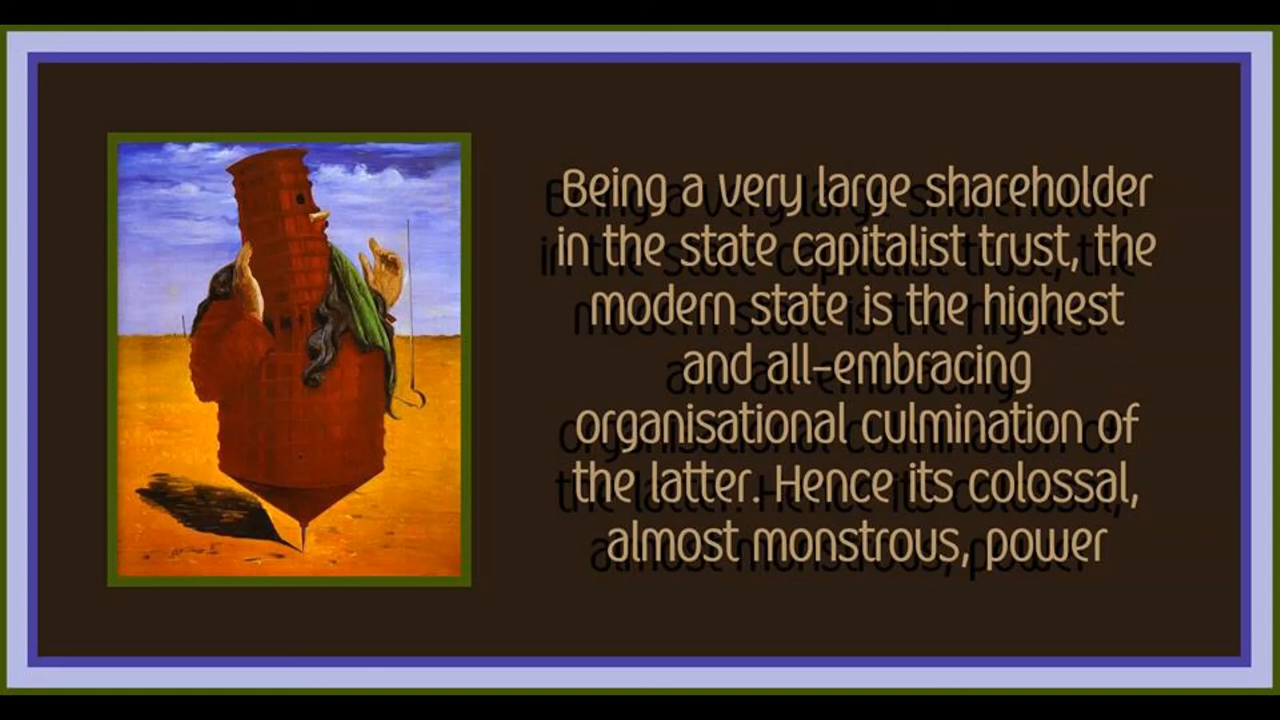 Being a very large shareholder
in the state capitalist trust, the
modern state is the highest
and all-embracing
organisational culmination of
the latter. Hence its colossal,
almost monstrous, power